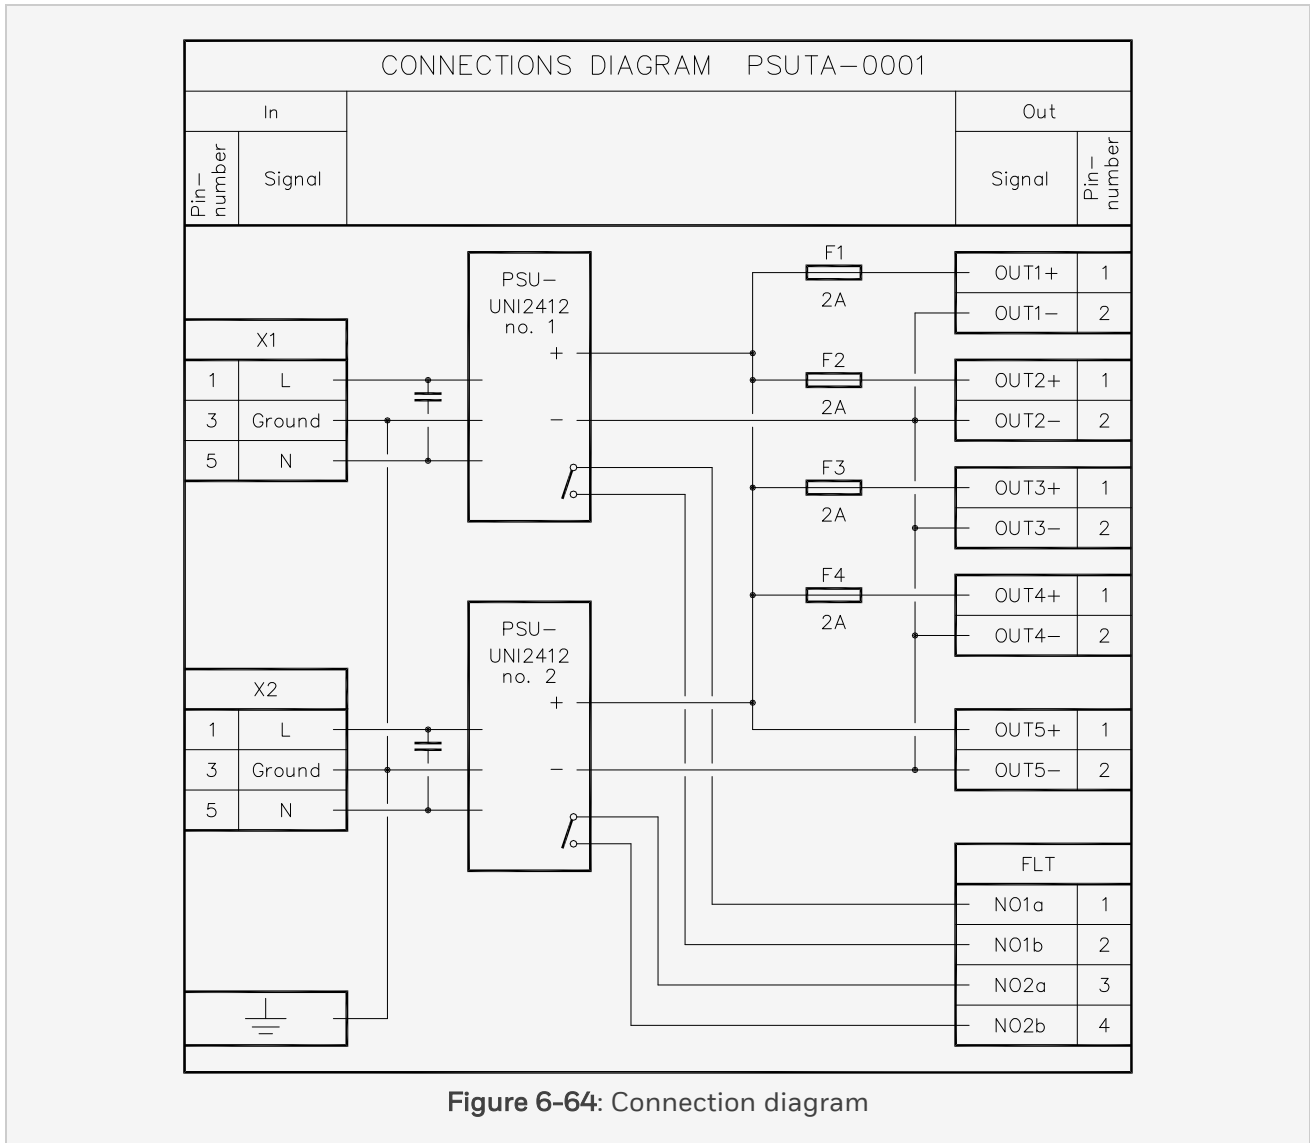 CONNECTIONS DIAGRAM PSUTA-0001
In
Out
Pin-
number
Signal
Signal
Pin-
number
PSU-
UNI2412
no. 1
+
-
X1
1 L
3 Ground
5 N
F1
2A
F2
2A
F3
2A
F4
2A
OUT1+ 1
OUT1- 2
OUT2+ 1
OUT2- 2
OUT3+ 1
OUT3- 2
OUT4+ 1
OUT4- 2
PSU-
UNI2412
no. 2
+
-
X2
1 L
3 Ground
5 N
OUT5+ 1
OUT5- 2
FLT
NO1a 1
NO1b 2
NO2a 3
NO2b 4
Figure 6-64: Connection diagram